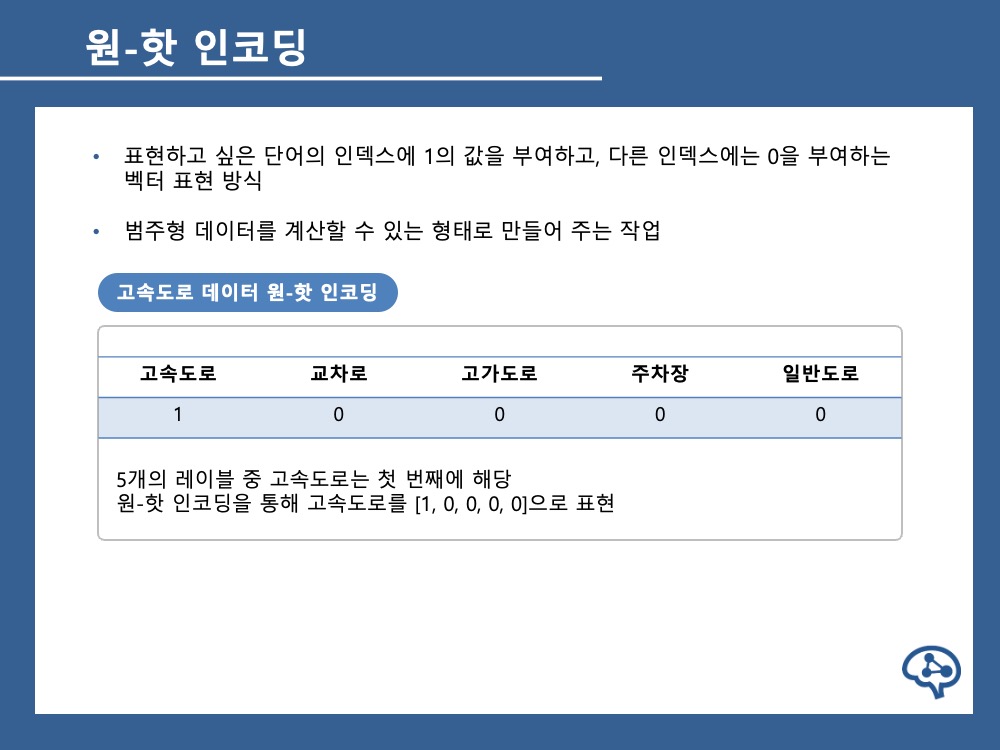 원-핫 인코딩
• 표현하고 싶은 단어의 인덱스에 1의 값을 부여하고, 다른 인덱스에는 0을 부여하는
벡터 표현 방식
• 범주형 데이터를 계산할 수 있는 형태로 만들어 주는 작업
고속도로 데이터 원-핫 인코딩
고속도로 교차로 고가도로 주차장 일반도로
1 0 0 0 0
5개의 레이블 중 고속도로는 첫 번째에 해당
원-핫 인코딩을 통해 고속도로를 [1, 0, 0, 0, 0]으로 표현